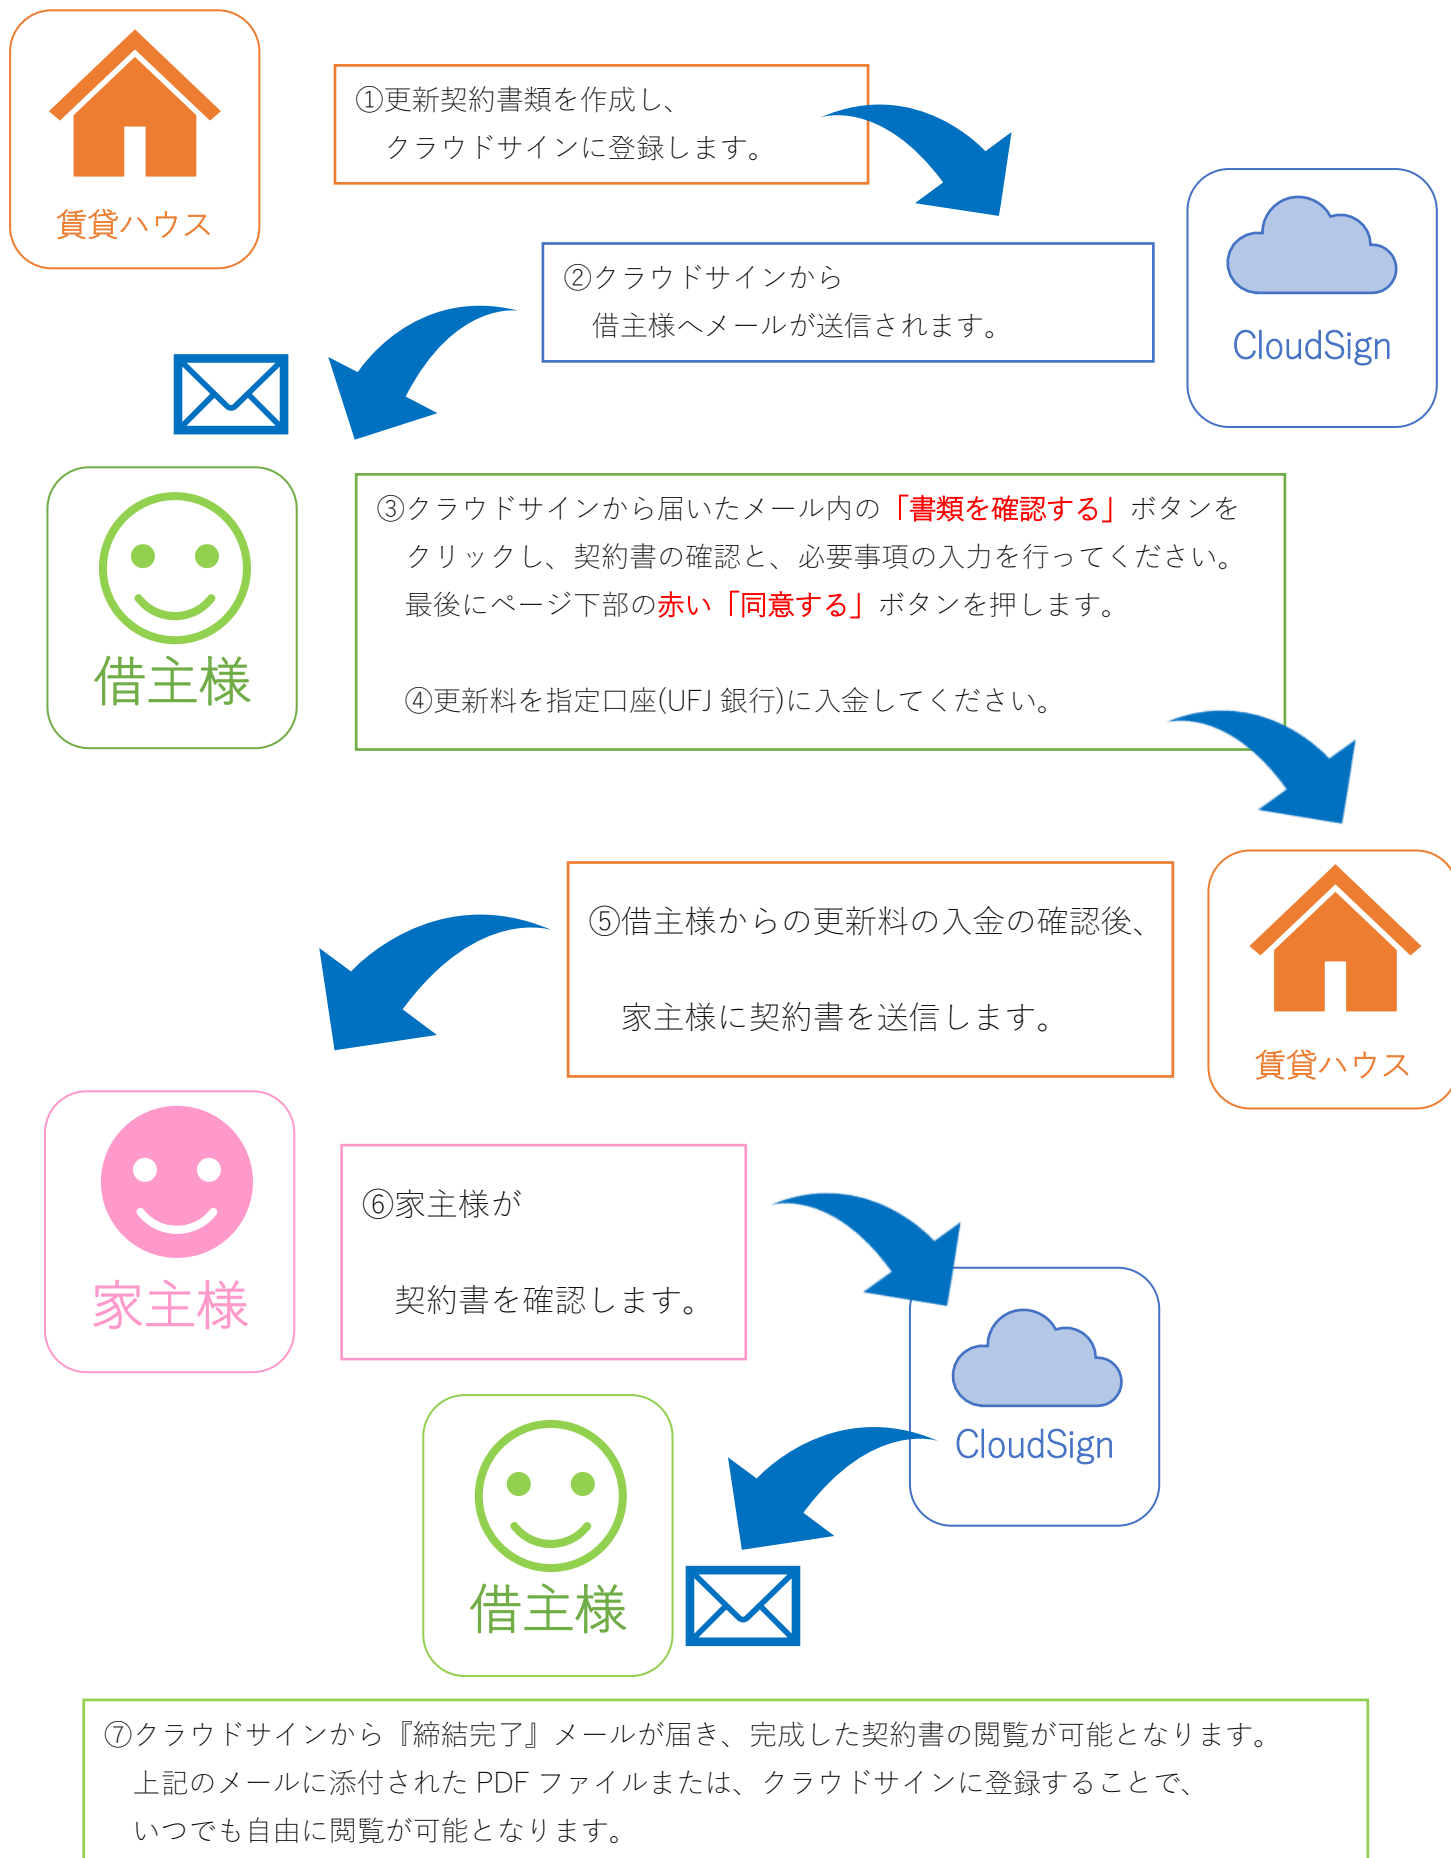 賃貸ハウス
①更新契約書類を作成し、
クラウドサインに登録します。
②クラウドサインから
借主様へメールが送信されます。
CloudSign
借主様
③クラウドサインから届いたメール内の「書類を確認する」ボタンを
クリックし、契約書の確認と、必要事項の入力を行ってください。
最後にページ下部の赤い「同意する」ボタンを押します。
④更新料を指定口座(UFJ 銀行)に入金してください。
⑤借主様からの更新料の入金の確認後、
家主様に契約書を送信します。
賃貸ハウス
家主様
⑥家主様が
契約書を確認します。
CloudSign
借主様
⑦クラウドサインから『締結完了』メールが届き、完成した契約書の閲覧が可能となります。
上記のメールに添付された PDF ファイルまたは、クラウドサインに登録することで、
いつでも自由に閲覧が可能となります。